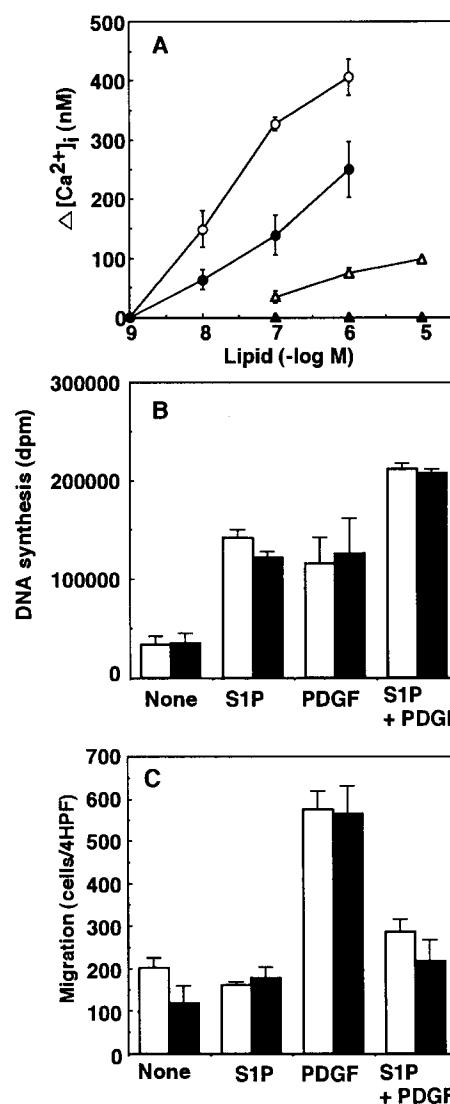 A
Δ [Ca2+]i (nM)
500
400
300
200
100
0
9 8 7 6 5
Lipid (-log M)
B
DNA synthesis (dpm)
300000
200000
100000
0
None S1P PDGF S1P
+ PDGF
C
Migration (cells/4HPF)
700
600
500
400
300
200
100
0
None S1P PDGF S1P
+ PDGF